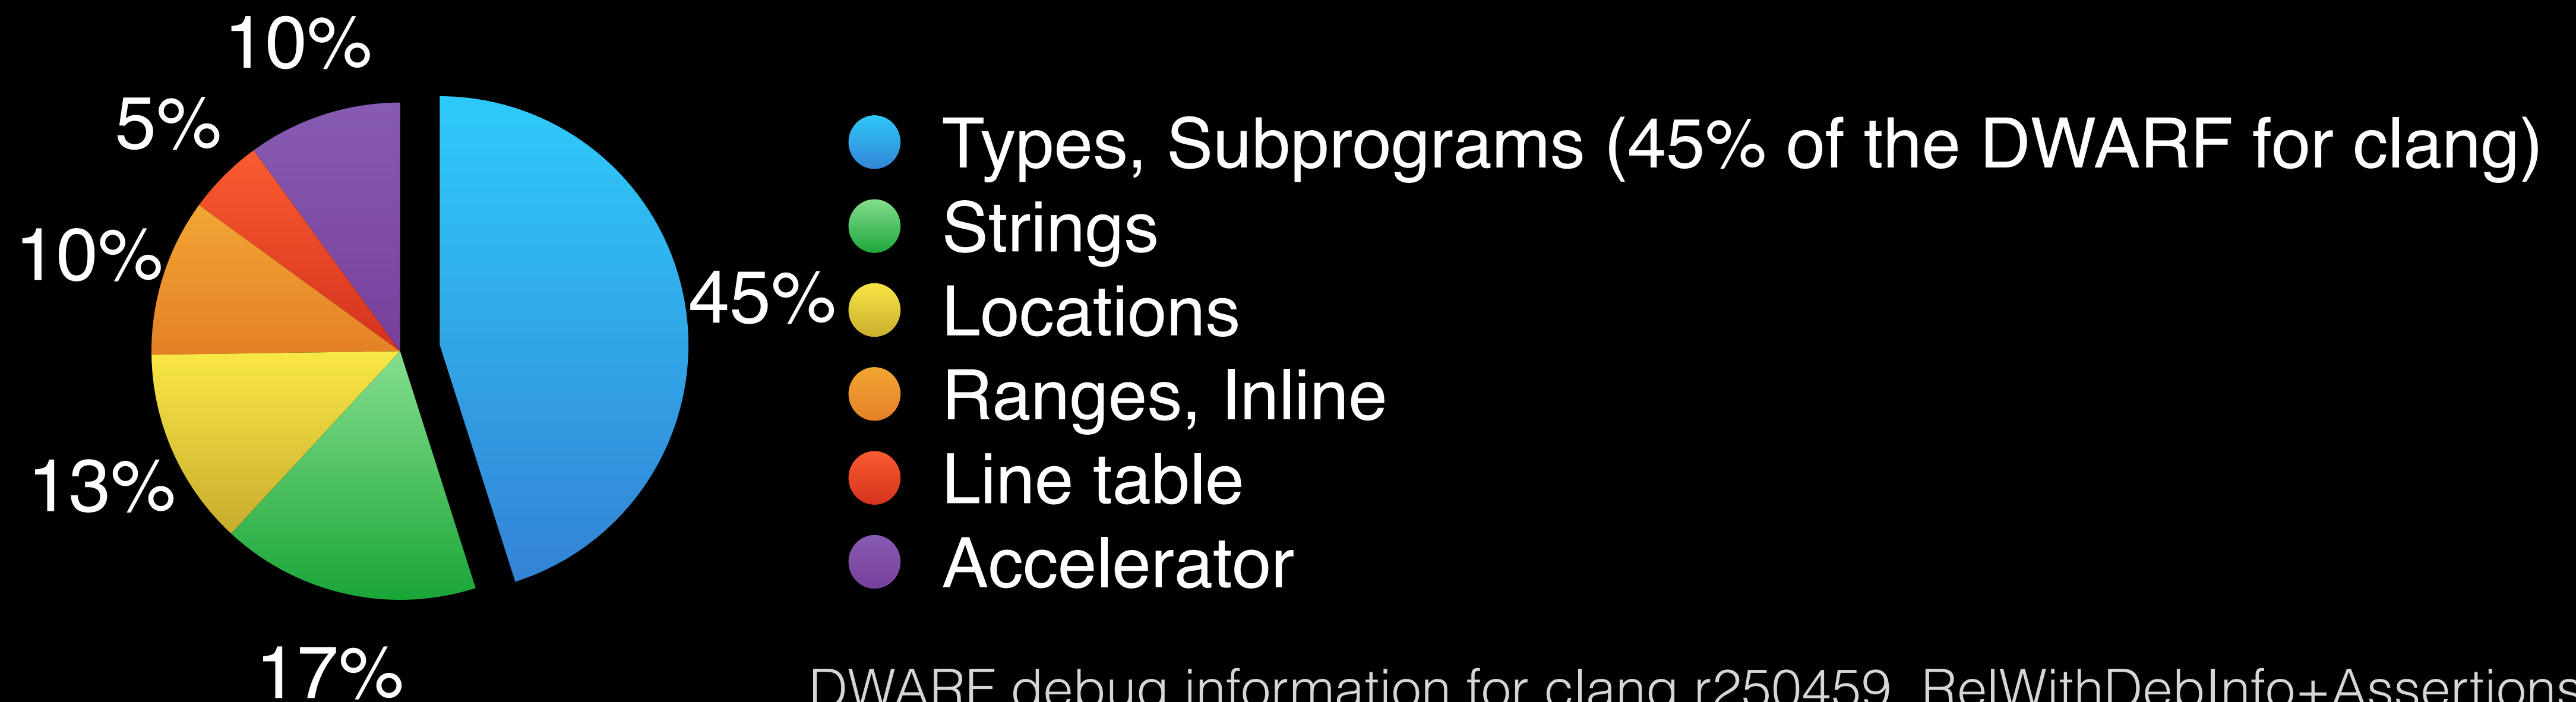 10%
5%
10%
13%
17%
45%
Types, Subprograms (45% of the DWARF for clang)
Strings
Locations
Ranges, Inline
Line table
Accelerator
DWARF debug information for clang r250459 RelWithDebInfo+Assertions